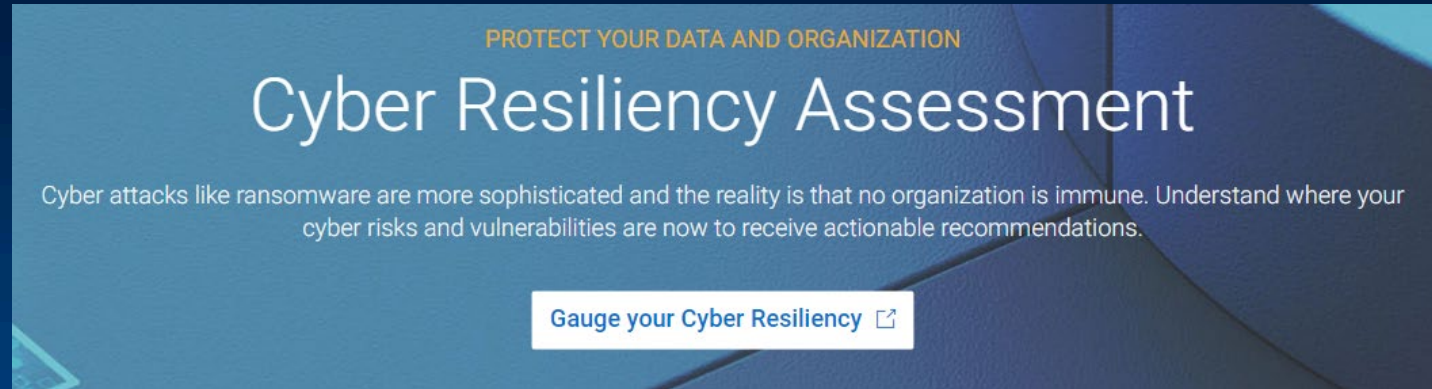 PROTECT YOUR DATA AND ORGANIZATION
Cyber Resiliency Assessment
Cyber attacks like ransomware are more sophisticated and the reality is that no organization is immune. Understand where your
cyber risks and vulnerabilities are now to receive actionable recommendations.
Gauge your Cyber Resiliency